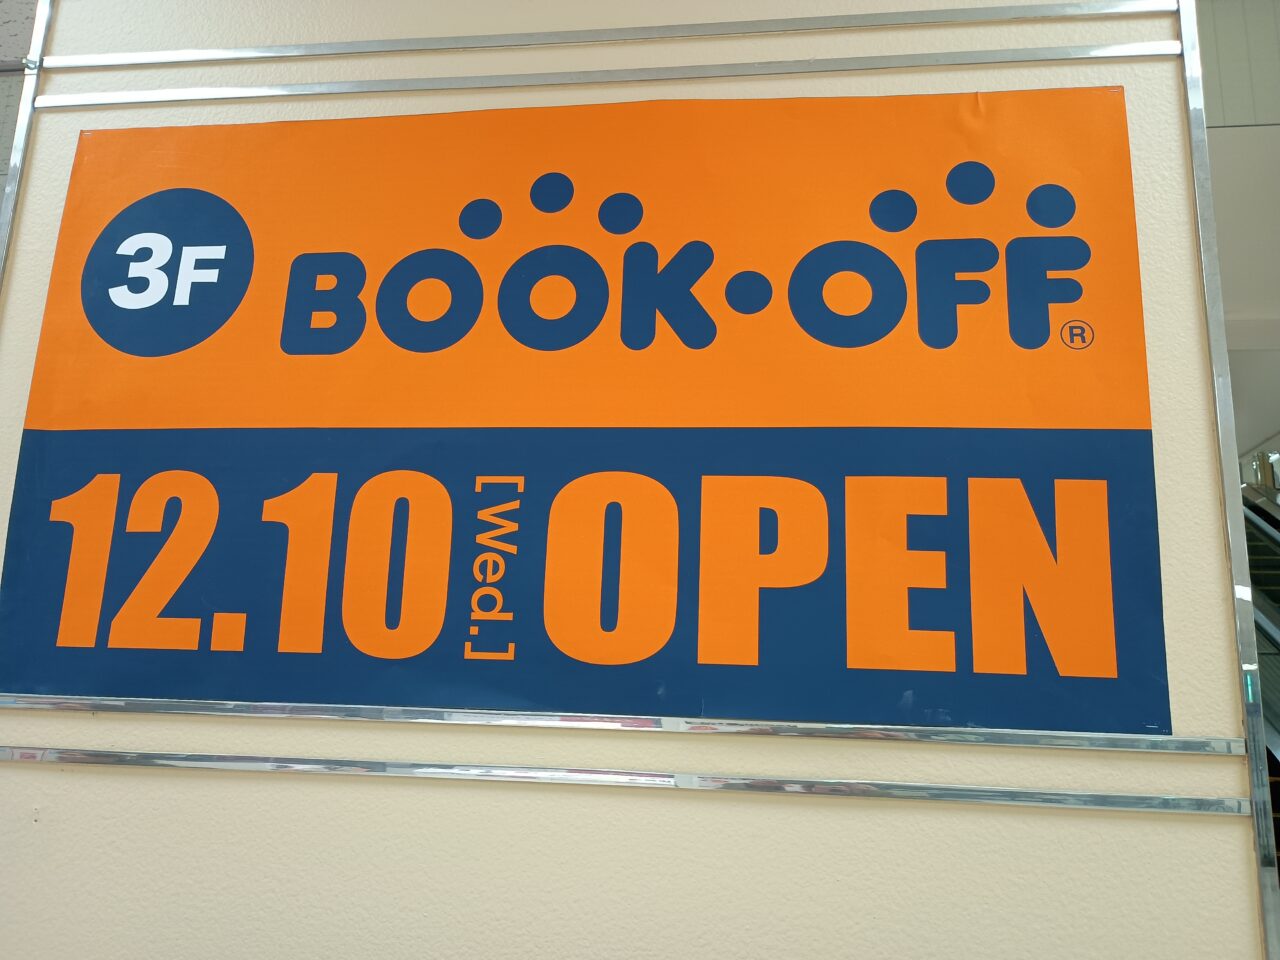 3F BOOK・OFF®
12.10 [Wed.] OPEN